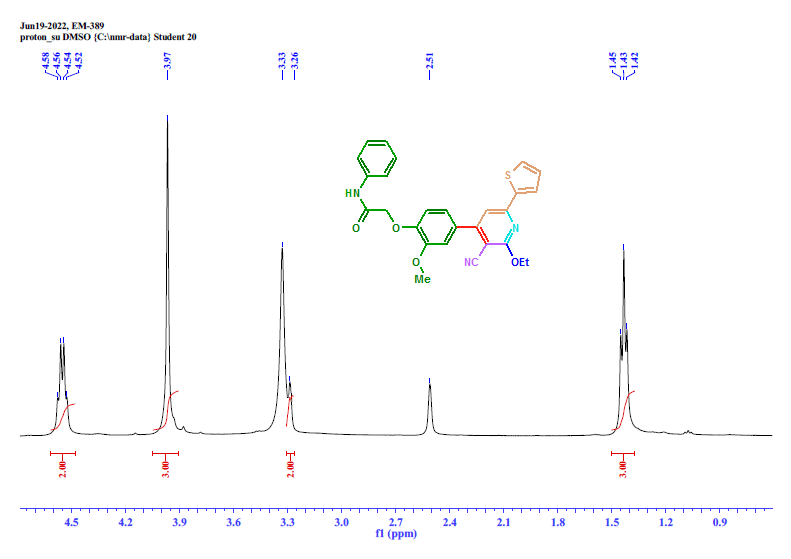 Jun19-2022, EM-389
proton_su DMSO {C:\nmr-data} Student 20
4.58
4.56
4.54
4.52
3.97
3.33
3.26
2.51
1.45
1.43
1.42
S
HN
O
O
N
O
NC
OEt
Me
2.00
3.00
2.00
3.00
4.5 4.2 3.9 3.6 3.3 3.0 2.7 2.4 2.1 1.8 1.5 1.2 0.9
f1 (ppm)